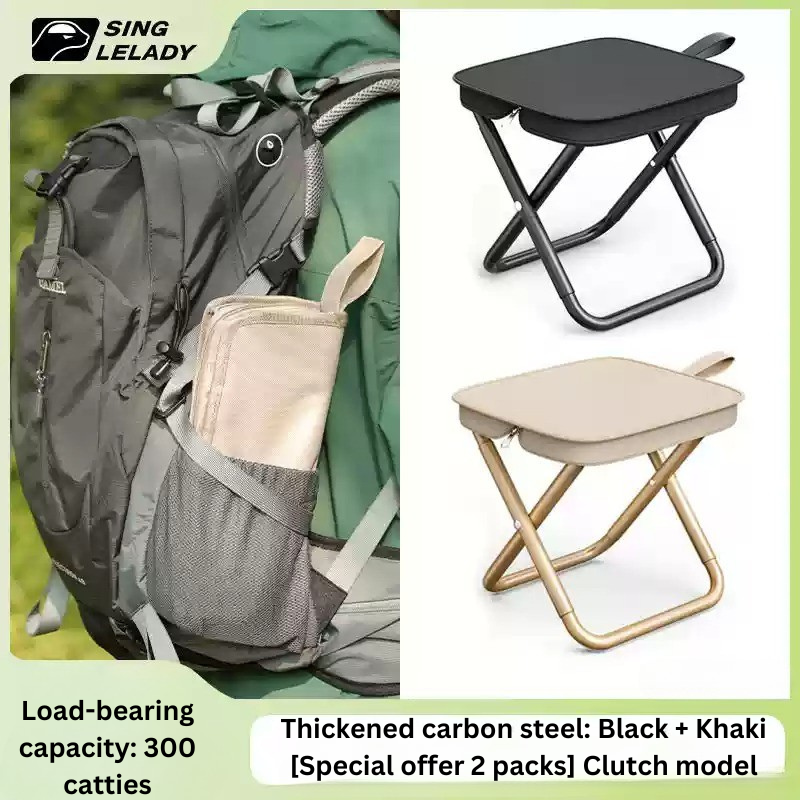 SING
LELADY
Load-bearing
capacity: 300
catties
Thickened carbon steel: Black + Khaki
[Special offer 2 packs] Clutch model